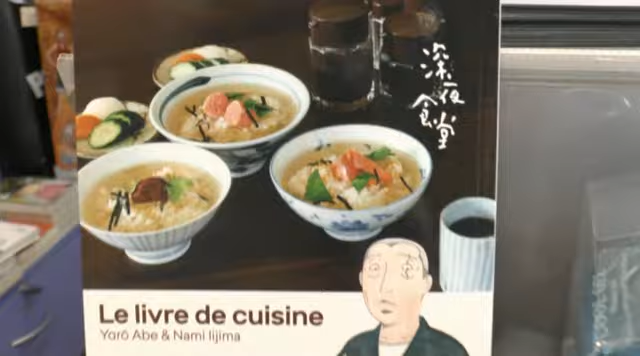 深夜
食堂
Le livre de cuisine
Yarō Abe & Nami Iijima